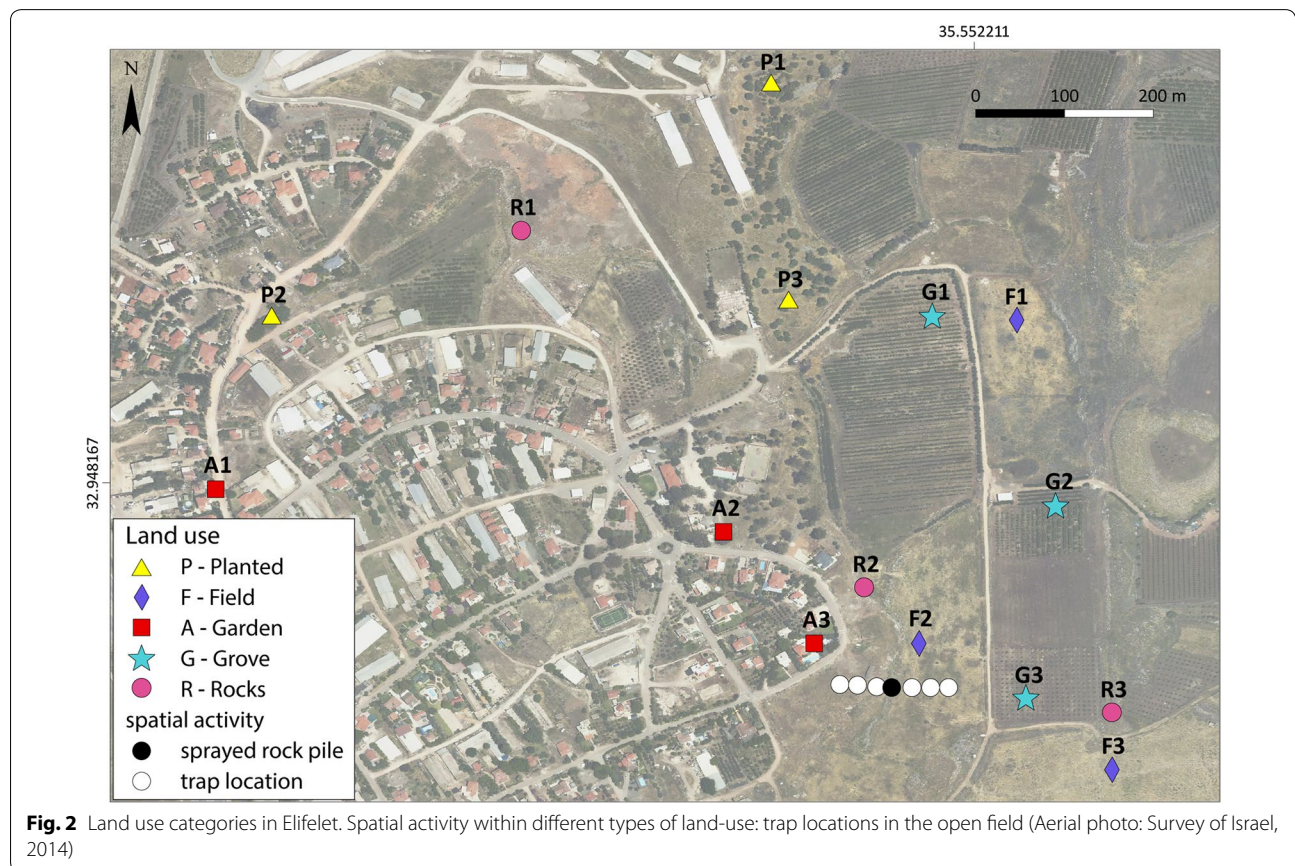 35.552211
N
P1
0 100 200 m
R1
P2
P3
G1
F1
32.948167
A1
G2
A2
R2
A3
F2
G3
R3
F3
Land use
P - Planted
F - Field
A - Garden
G - Grove
R - Rocks
spatial activity
sprayed rock pile
trap location
Fig. 2 Land use categories in Elifelet. Spatial activity within different types of land-use: trap locations in the open field (Aerial photo: Survey of Israel,
2014)